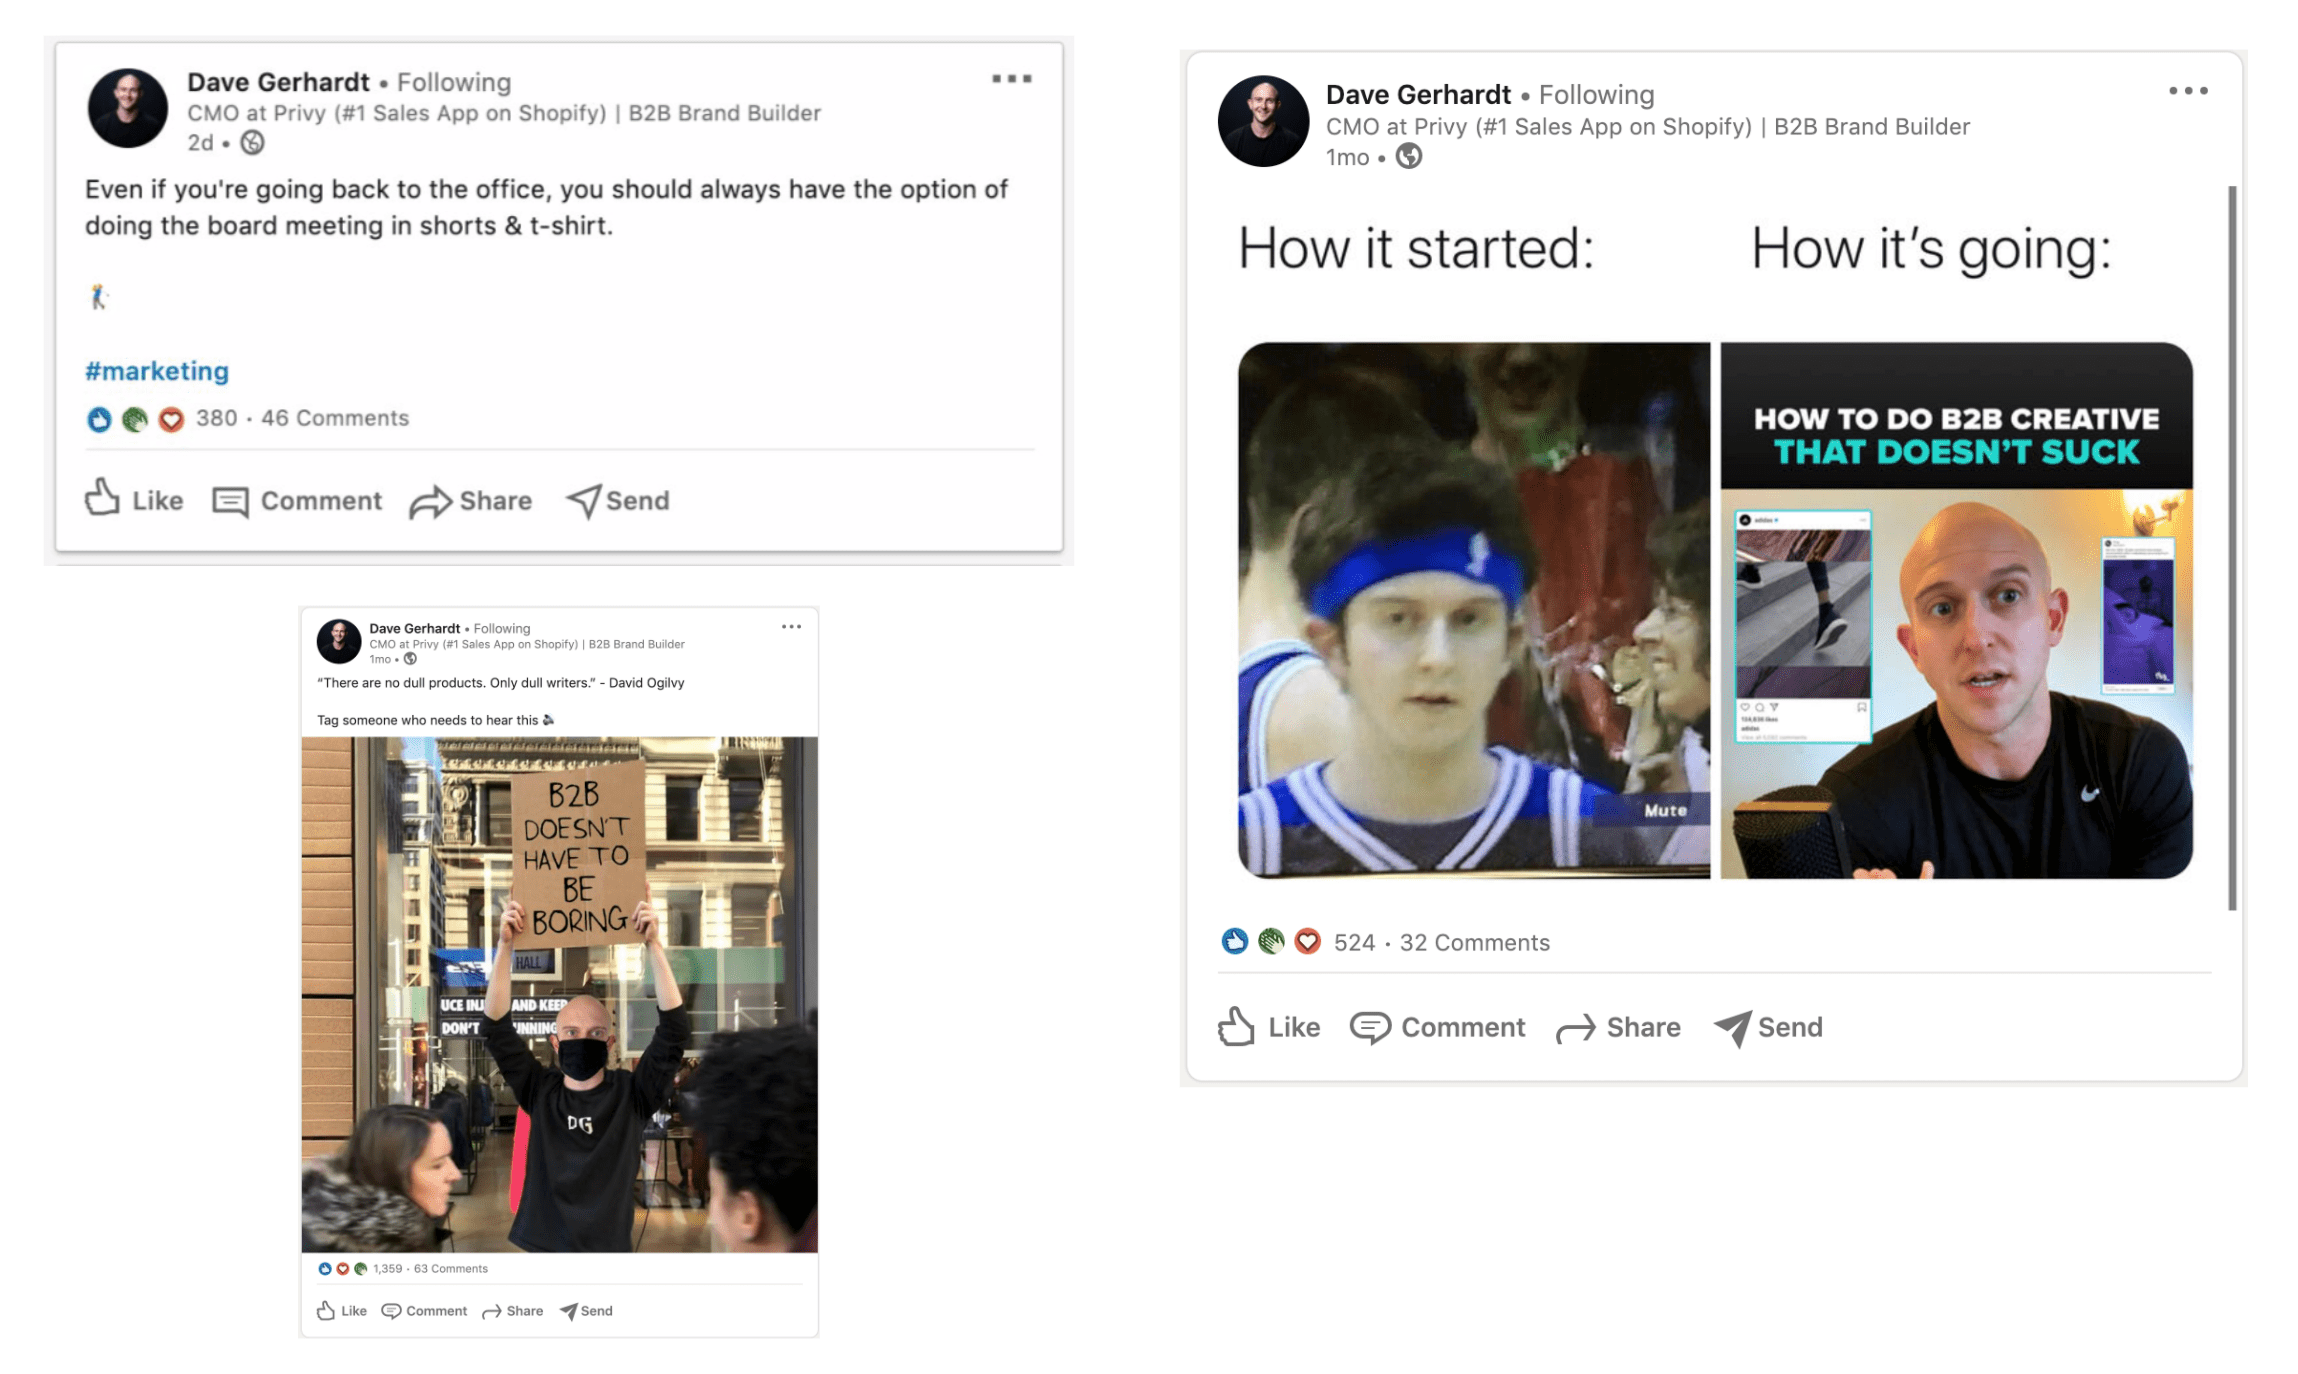 Dave Gerhardt • Following
CMO at Privy (#1 Sales App on Shopify) | B2B Brand Builder
2d •
Even if you're going back to the office, you should always have the option of
doing the board meeting in shorts & t-shirt.
#marketing
380 · 46 Comments
Like Comment Share Send
Dave Gerhardt • Following
CMO at Privy (#1 Sales App on Shopify) | B2B Brand Builder
1mo •
“There are no dull products. Only dull writers.” - David Ogilvy
Tag someone who needs to hear this
B2B
DOESN'T
HAVE TO
BE
BORING
HALL
UCE INJ AND KEEP
DON'T UNNING
DG
1,359 · 63 Comments
Like Comment Share Send
Dave Gerhardt • Following
CMO at Privy (#1 Sales App on Shopify) | B2B Brand Builder
1mo •
How it started: How it's going:
Mute
HOW TO DO B2B CREATIVE
THAT DOESN'T SUCK
adidas
adidas
524 · 32 Comments
Like Comment Share Send